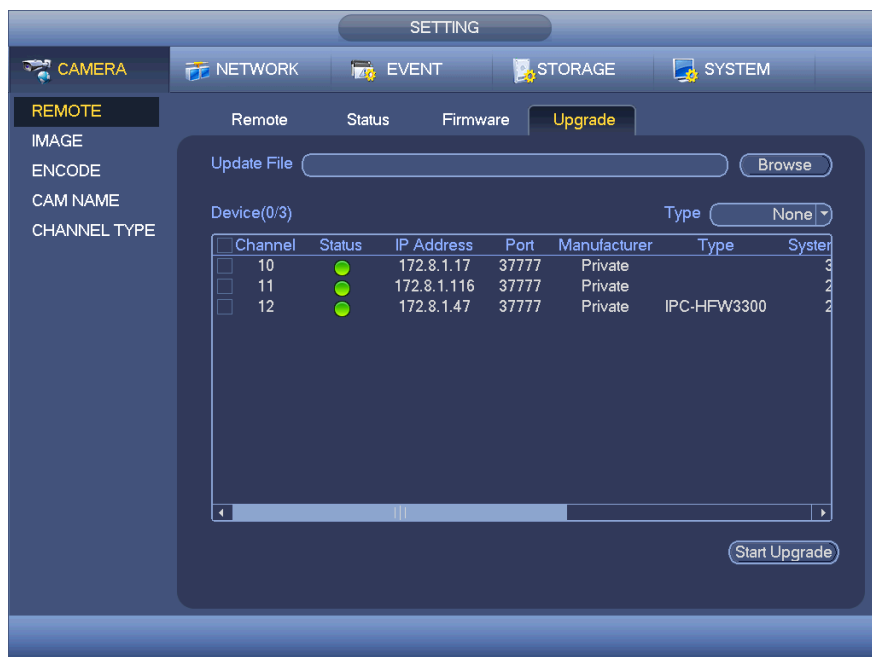 SETTING
CAMERA NETWORK EVENT STORAGE SYSTEM
REMOTE
IMAGE
ENCODE
CAM NAME
CHANNEL TYPE
Remote Status Firmware Upgrade
Update File Browse
Device(0/3) Type None
Channel Status IP Address Port Manufacturer Type Syster
10 172.8.1.17 37777 Private 3
11 172.8.1.116 37777 Private 2
12 172.8.1.47 37777 Private IPC-HFW3300 2
Start Upgrade